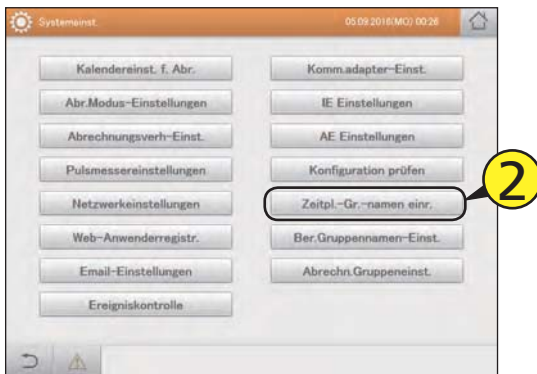 Systemeinst.
05.09.2016(MO) 00:26
Kalendereinst. f. Abr.
Komm.adapter-Einst.
Abr.Modus-Einstellungen
IE Einstellungen
Abrechnungsverh-Einst.
AE Einstellungen
Pulsmessereinstellungen
Konfiguration prüfen
Netzwerkeinstellungen
Zeitpl.-Gr.-namen einr.
2
Web-Anwenderregistr.
Ber.Gruppennamen-Einst.
Email-Einstellungen
Abrechn.Gruppeneinst.
Ereigniskontrolle